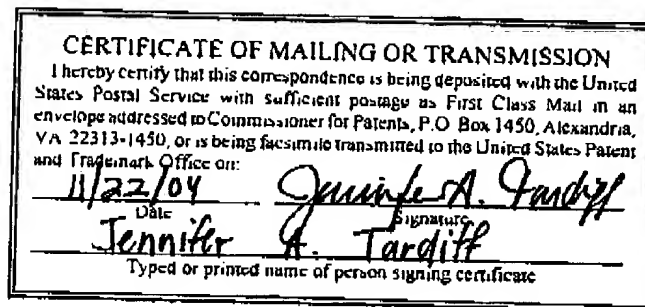 CERTIFICATE OF MAILING OR TRANSMISSION
I hereby certify that this correspondence is being deposited with the United
States Postal Service with sufficient postage as First Class Mail in an
envelope addressed to Commissioner for Patents, P.O. Box 1450, Alexandria,
VA 22313-1450, or is being facsimile transmitted to the United States Patent
and Trademark Office on:
11/22/04 Jennifer A. Tardiff
Date Signature
Jennifer A. Tardiff
Typed or printed name of person signing certificate